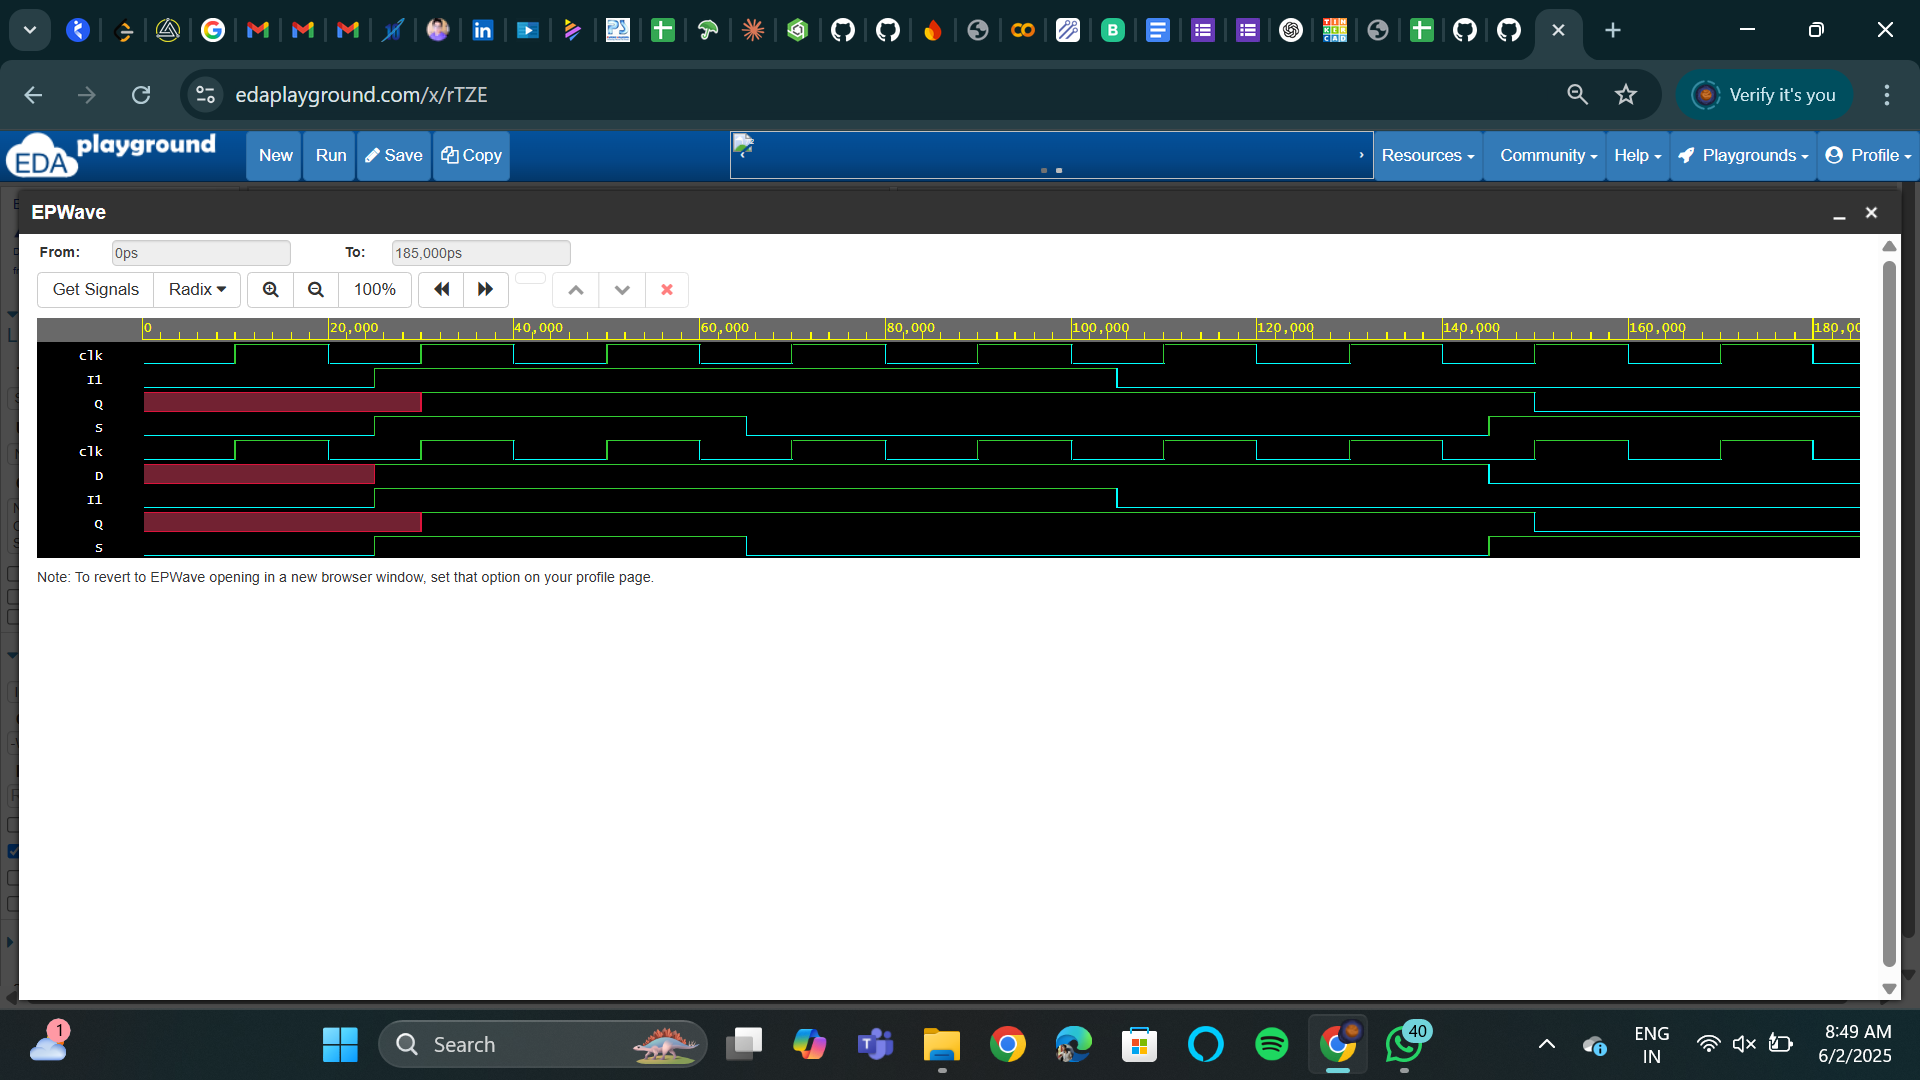 edaplayground.com/x/rTZE
Verify it's you
EDA playground
New
Run
Save
Copy
Resources
Community
Help
Playgrounds
Profile
EPWave
From:
0ps
To:
185,000ps
Get Signals
Radix
100%
0
20,000
40,000
60,000
80,000
100,000
120,000
140,000
160,000
180,0
clk
I1
Q
S
clk
D
I1
Q
S
Note: To revert to EPWave opening in a new browser window, set that option on your profile page.
1
Search
40
ENG
IN
8:49 AM
6/2/2025